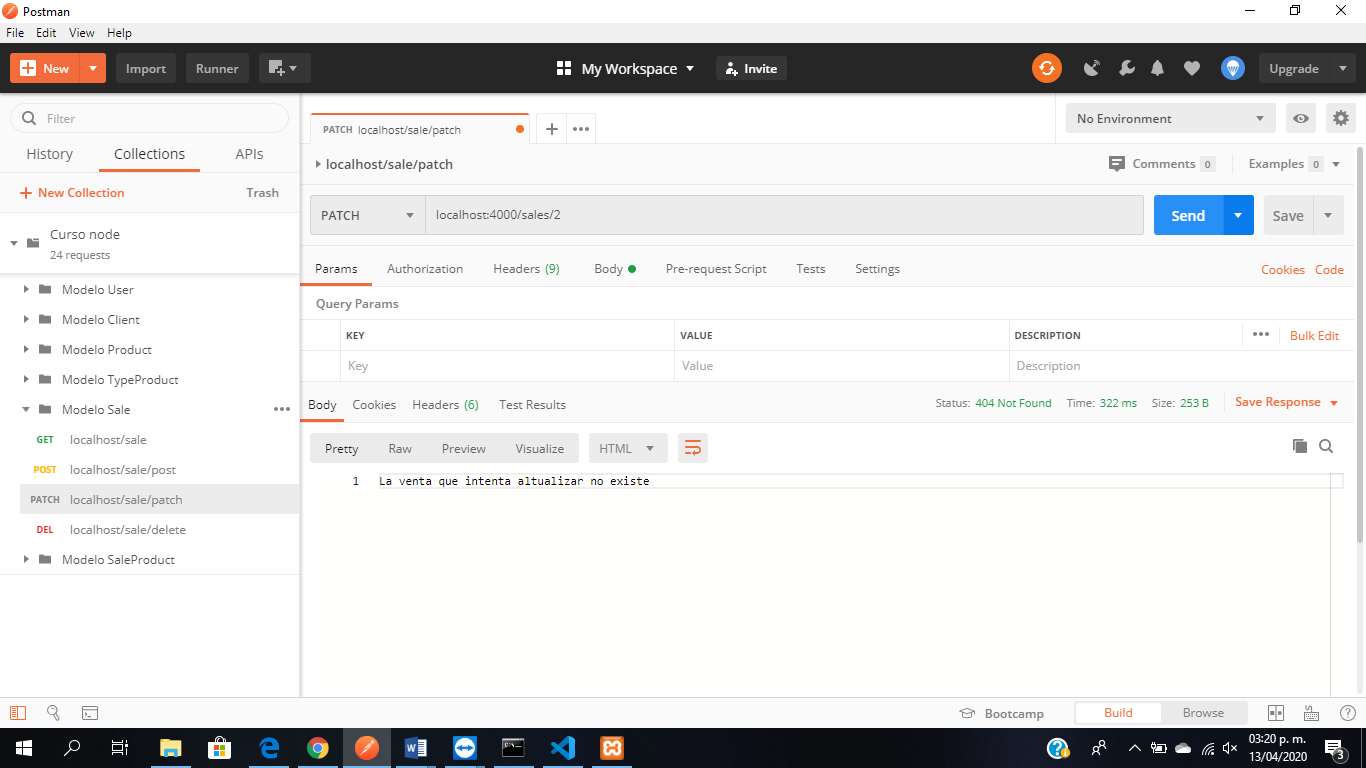 Postman
File Edit View Help
New Import Runner My Workspace Invite Upgrade
Filter
History Collections APIs
New Collection Trash
Curso node
24 requests
Modelo User
Modelo Client
Modelo Product
Modelo TypeProduct
Modelo Sale
GET localhost/sale
POST localhost/sale/post
PATCH localhost/sale/patch
DEL localhost/sale/delete
Modelo SaleProduct
PATCH localhost/sale/patch
No Environment
localhost/sale/patch Comments 0 Examples 0
PATCH localhost:4000/sales/2 Send Save
Params Authorization Headers (9) Body Pre-request Script Tests Settings Cookies Code
Query Params
KEY VALUE DESCRIPTION Bulk Edit
Key Value Description
Body Cookies Headers (6) Test Results Status: 404 Not Found Time: 322 ms Size: 253 B Save Response
Pretty Raw Preview Visualize HTML
1 La venta que intenta altualizar no existe
Bootcamp Build Browse
03:20 p. m.
13/04/2020
3